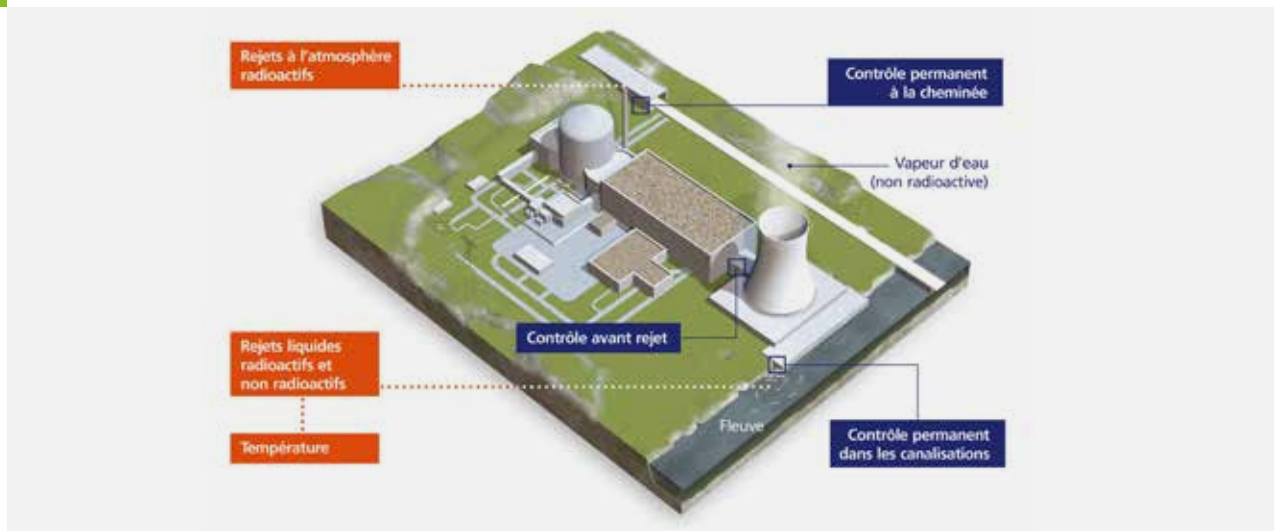 Rejets à l'atmosphère
radioactifs
Contrôle permanent
à la cheminée
Vapeur d'eau
(non radioactive)
Contrôle avant rejet
Rejets liquides
radioactifs et
non radioactifs
Température
Fleuve
Contrôle permanent
dans les canalisations